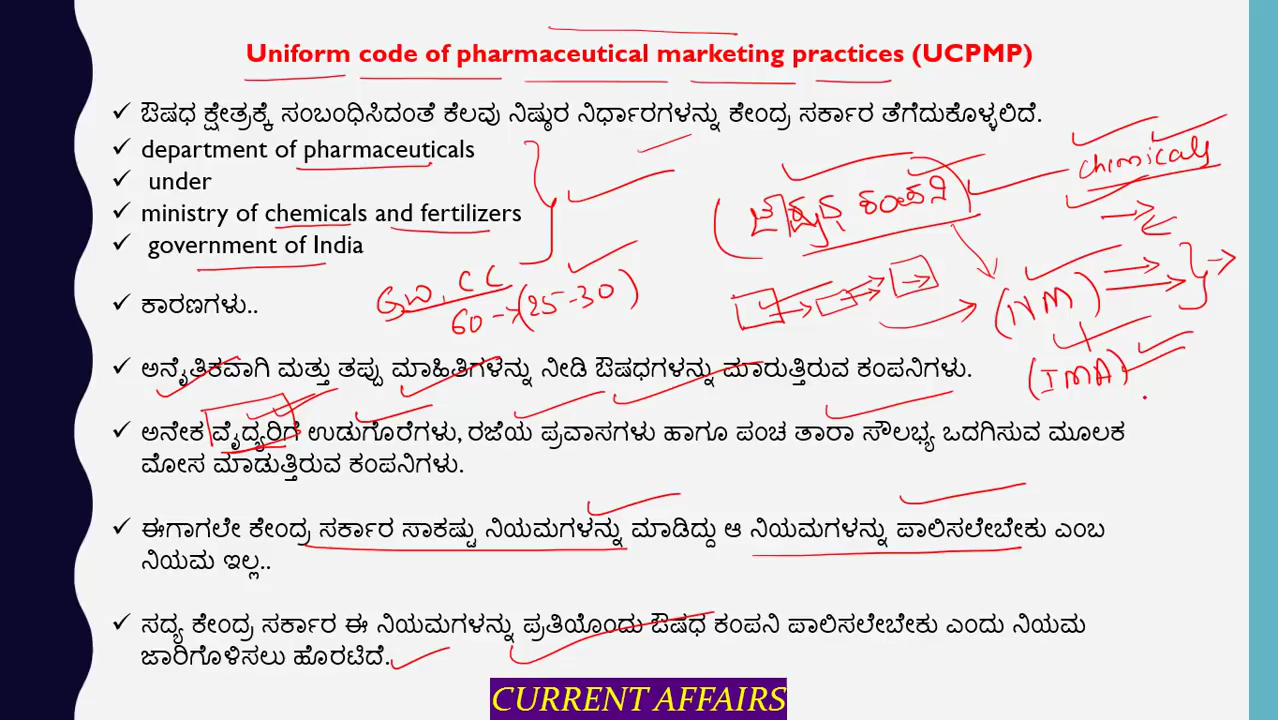 Uniform code of pharmaceutical marketing practices (UCPMP)
✓ ಔಷಧ ಕ್ಷೇತ್ರಕ್ಕೆ ಸಂಬಂಧಿಸಿದಂತೆ ಕೆಲವು ನಿಷ್ಠುರ ನಿರ್ಧಾರಗಳನ್ನು ಕೇಂದ್ರ ಸರ್ಕಾರ ತೆಗೆದುಕೊಳ್ಳಲಿದೆ.
✓ department of pharmaceuticals
✓ under
✓ ministry of chemicals and fertilizers
✓ government of India
chemicals
ಕಂಪನಿ
60 → (25-30)
✓ ಕಾರಣಗಳು..
(IMA)
✓ ಅನೈತಿಕವಾಗಿ ಮತ್ತು ತಪ್ಪು ಮಾಹಿತಿಗಳನ್ನು ನೀಡಿ ಔಷಧಗಳನ್ನು ಮಾರುತ್ತಿರುವ ಕಂಪನಿಗಳು.
✓ ಅನೇಕ ವೈದ್ಯರಿಗೆ ಉಡುಗೊರೆಗಳು, ರಜೆಯ ಪ್ರವಾಸಗಳು ಹಾಗೂ ಪಂಚ ತಾರಾ ಸೌಲಭ್ಯ ಒದಗಿಸುವ ಮೂಲಕ
ಮೋಸ ಮಾಡುತ್ತಿರುವ ಕಂಪನಿಗಳು.
✓ ಈಗಾಗಲೇ ಕೇಂದ್ರ ಸರ್ಕಾರ ಸಾಕಷ್ಟು ನಿಯಮಗಳನ್ನು ಮಾಡಿದ್ದು ಆ ನಿಯಮಗಳನ್ನು ಪಾಲಿಸಲೇಬೇಕು ಎಂಬ
ನಿಯಮ ಇಲ್ಲ..
✓ ಸದ್ಯ ಕೇಂದ್ರ ಸರ್ಕಾರ ಈ ನಿಯಮಗಳನ್ನು ಪ್ರತಿಯೊಂದು ಔಷಧ ಕಂಪನಿ ಪಾಲಿಸಲೇಬೇಕು ಎಂದು ನಿಯಮ
ಜಾರಿಗೊಳಿಸಲು ಹೊರಟಿದೆ.
CURRENT AFFAIRS